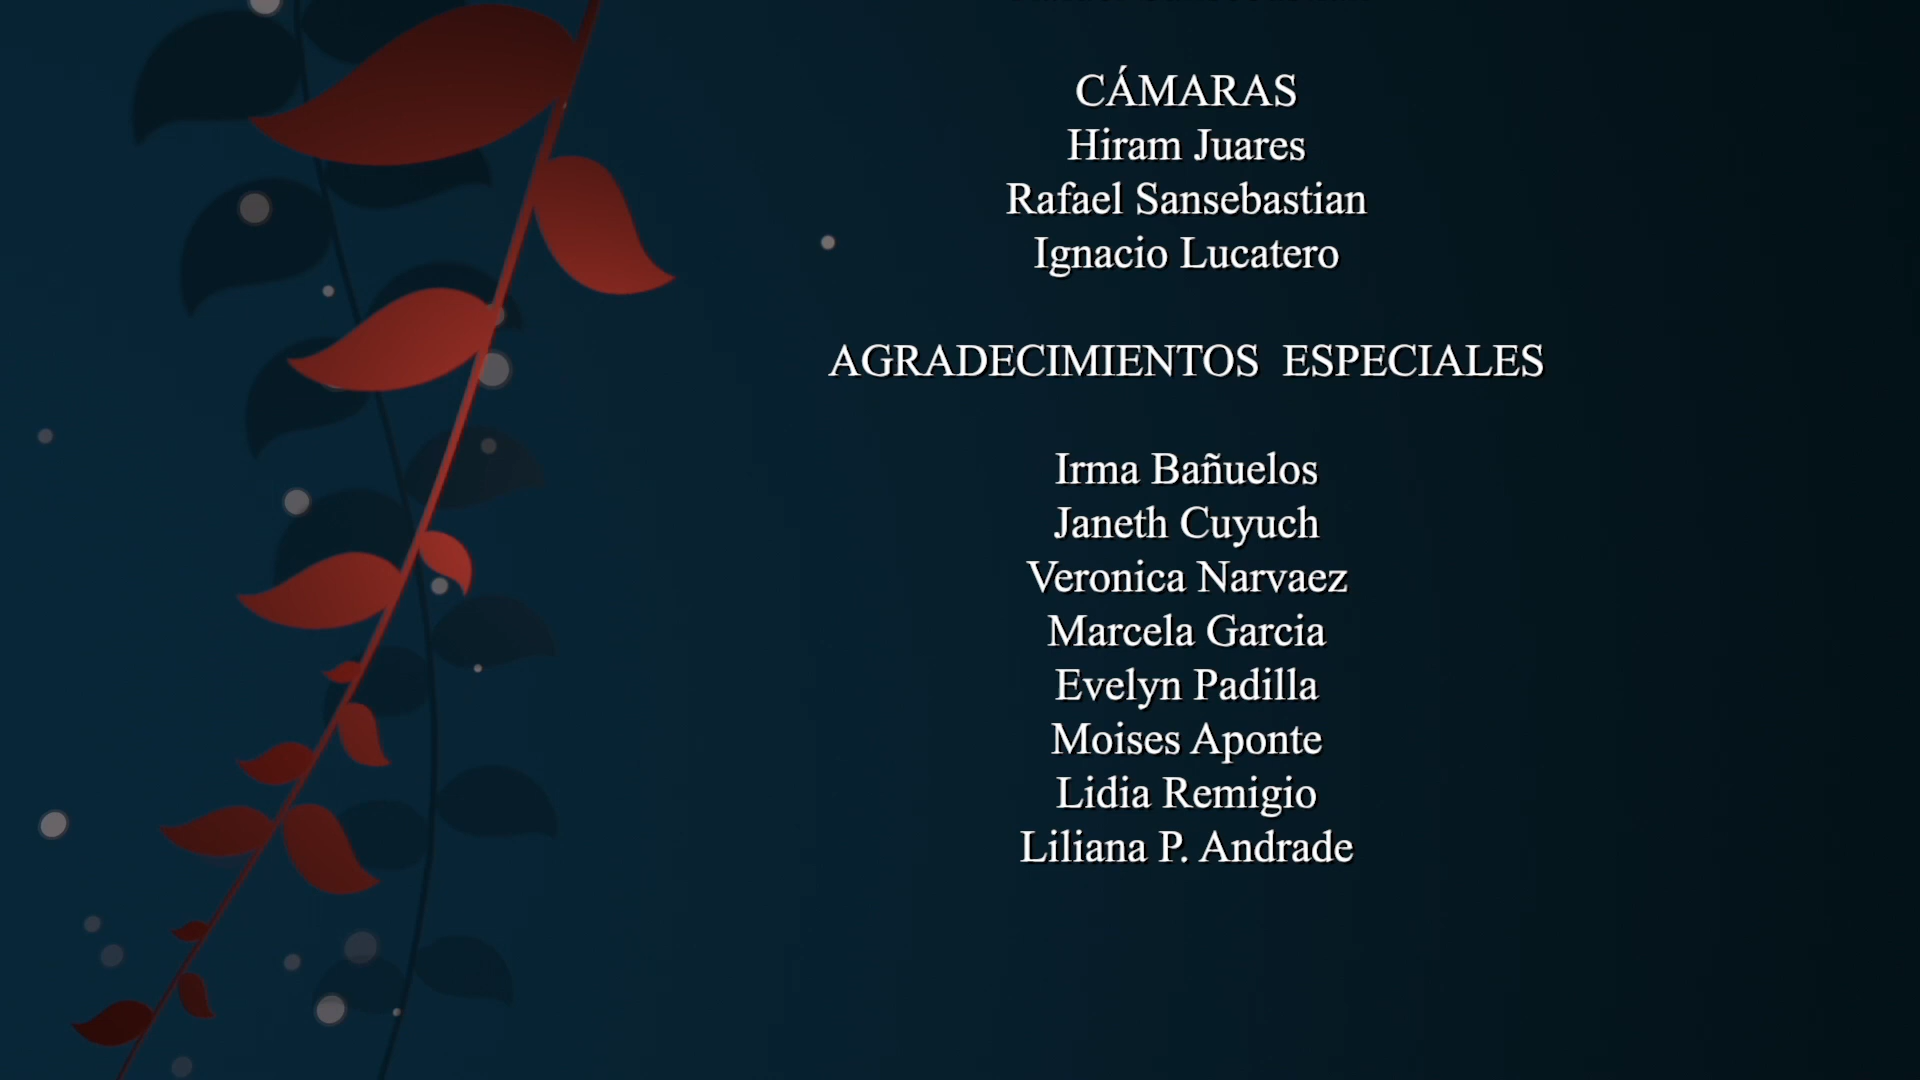 CÁMARAS
Hiram Juares
Rafael Sansebastian
Ignacio Lucatero
AGRADECIMIENTOS ESPECIALES
Irma Bañuelos
Janeth Cuyuch
Veronica Narvaez
Marcela Garcia
Evelyn Padilla
Moises Aponte
Lidia Remigio
Liliana P. Andrade